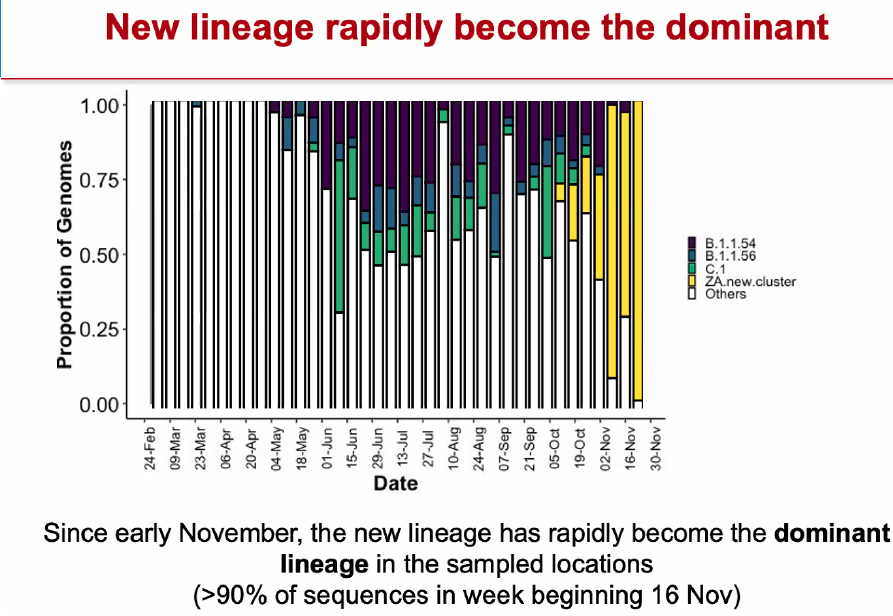 New lineage rapidly become the dominant
Proportion of Genomes
1.00
0.75
0.50
0.25
0.00
24-Feb
09-Mar
23-Mar
06-Apr
20-Apr
04-May
18-May
01-Jun
15-Jun
29-Jun
13-Jul
27-Jul
10-Aug
24-Aug
07-Sep
21-Sep
05-Oct
19-Oct
02-Nov
16-Nov
30-Nov
Date
B.1.1.54
B.1.1.56
C.1
ZA.new.cluster
Others
Since early November, the new lineage has rapidly become the dominant
lineage in the sampled locations
(>90% of sequences in week beginning 16 Nov)